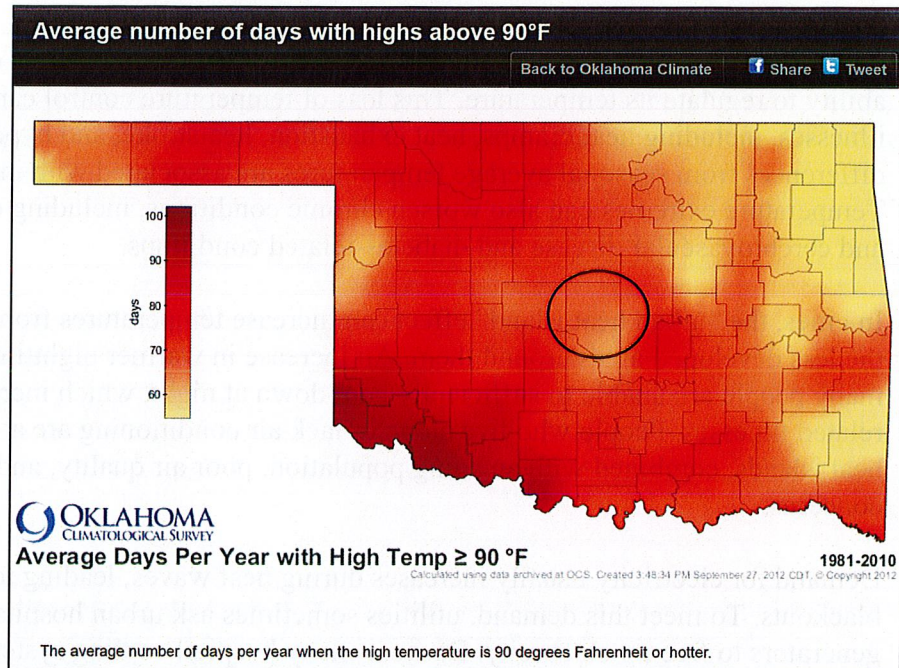 Average number of days with highs above 90°F
Back to Oklahoma Climate
Share
Tweet
100
90
80
70
60
days
OKLAHOMA
CLIMATOLOGICAL SURVEY
Average Days Per Year with High Temp ≥ 90 °F
1981-2010
Calculated using data archived at OCS. Created 3:48:34 PM September 27, 2012 CDT. © Copyright 2012
The average number of days per year when the high temperature is 90 degrees Fahrenheit or hotter.